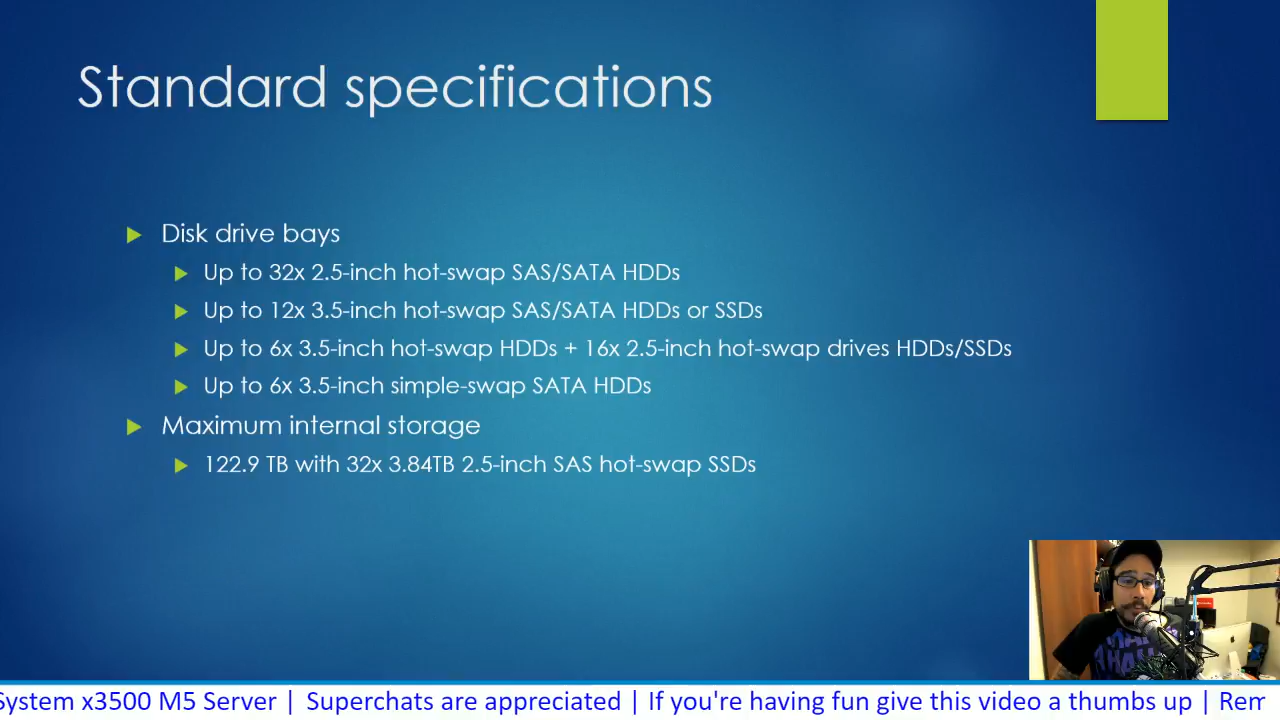 Standard specifications
Disk drive bays
Up to 32x 2.5-inch hot-swap SAS/SATA HDDs
Up to 12x 3.5-inch hot-swap SAS/SATA HDDs or SSDs
Up to 6x 3.5-inch hot-swap HDDs + 16x 2.5-inch hot-swap drives HDDs/SSDs
Up to 6x 3.5-inch simple-swap SATA HDDs
Maximum internal storage
122.9 TB with 32x 3.84TB 2.5-inch SAS hot-swap SSDs
System x3500 M5 Server | Superchats are appreciated | If you're having fun give this video a thumbs up | Rem